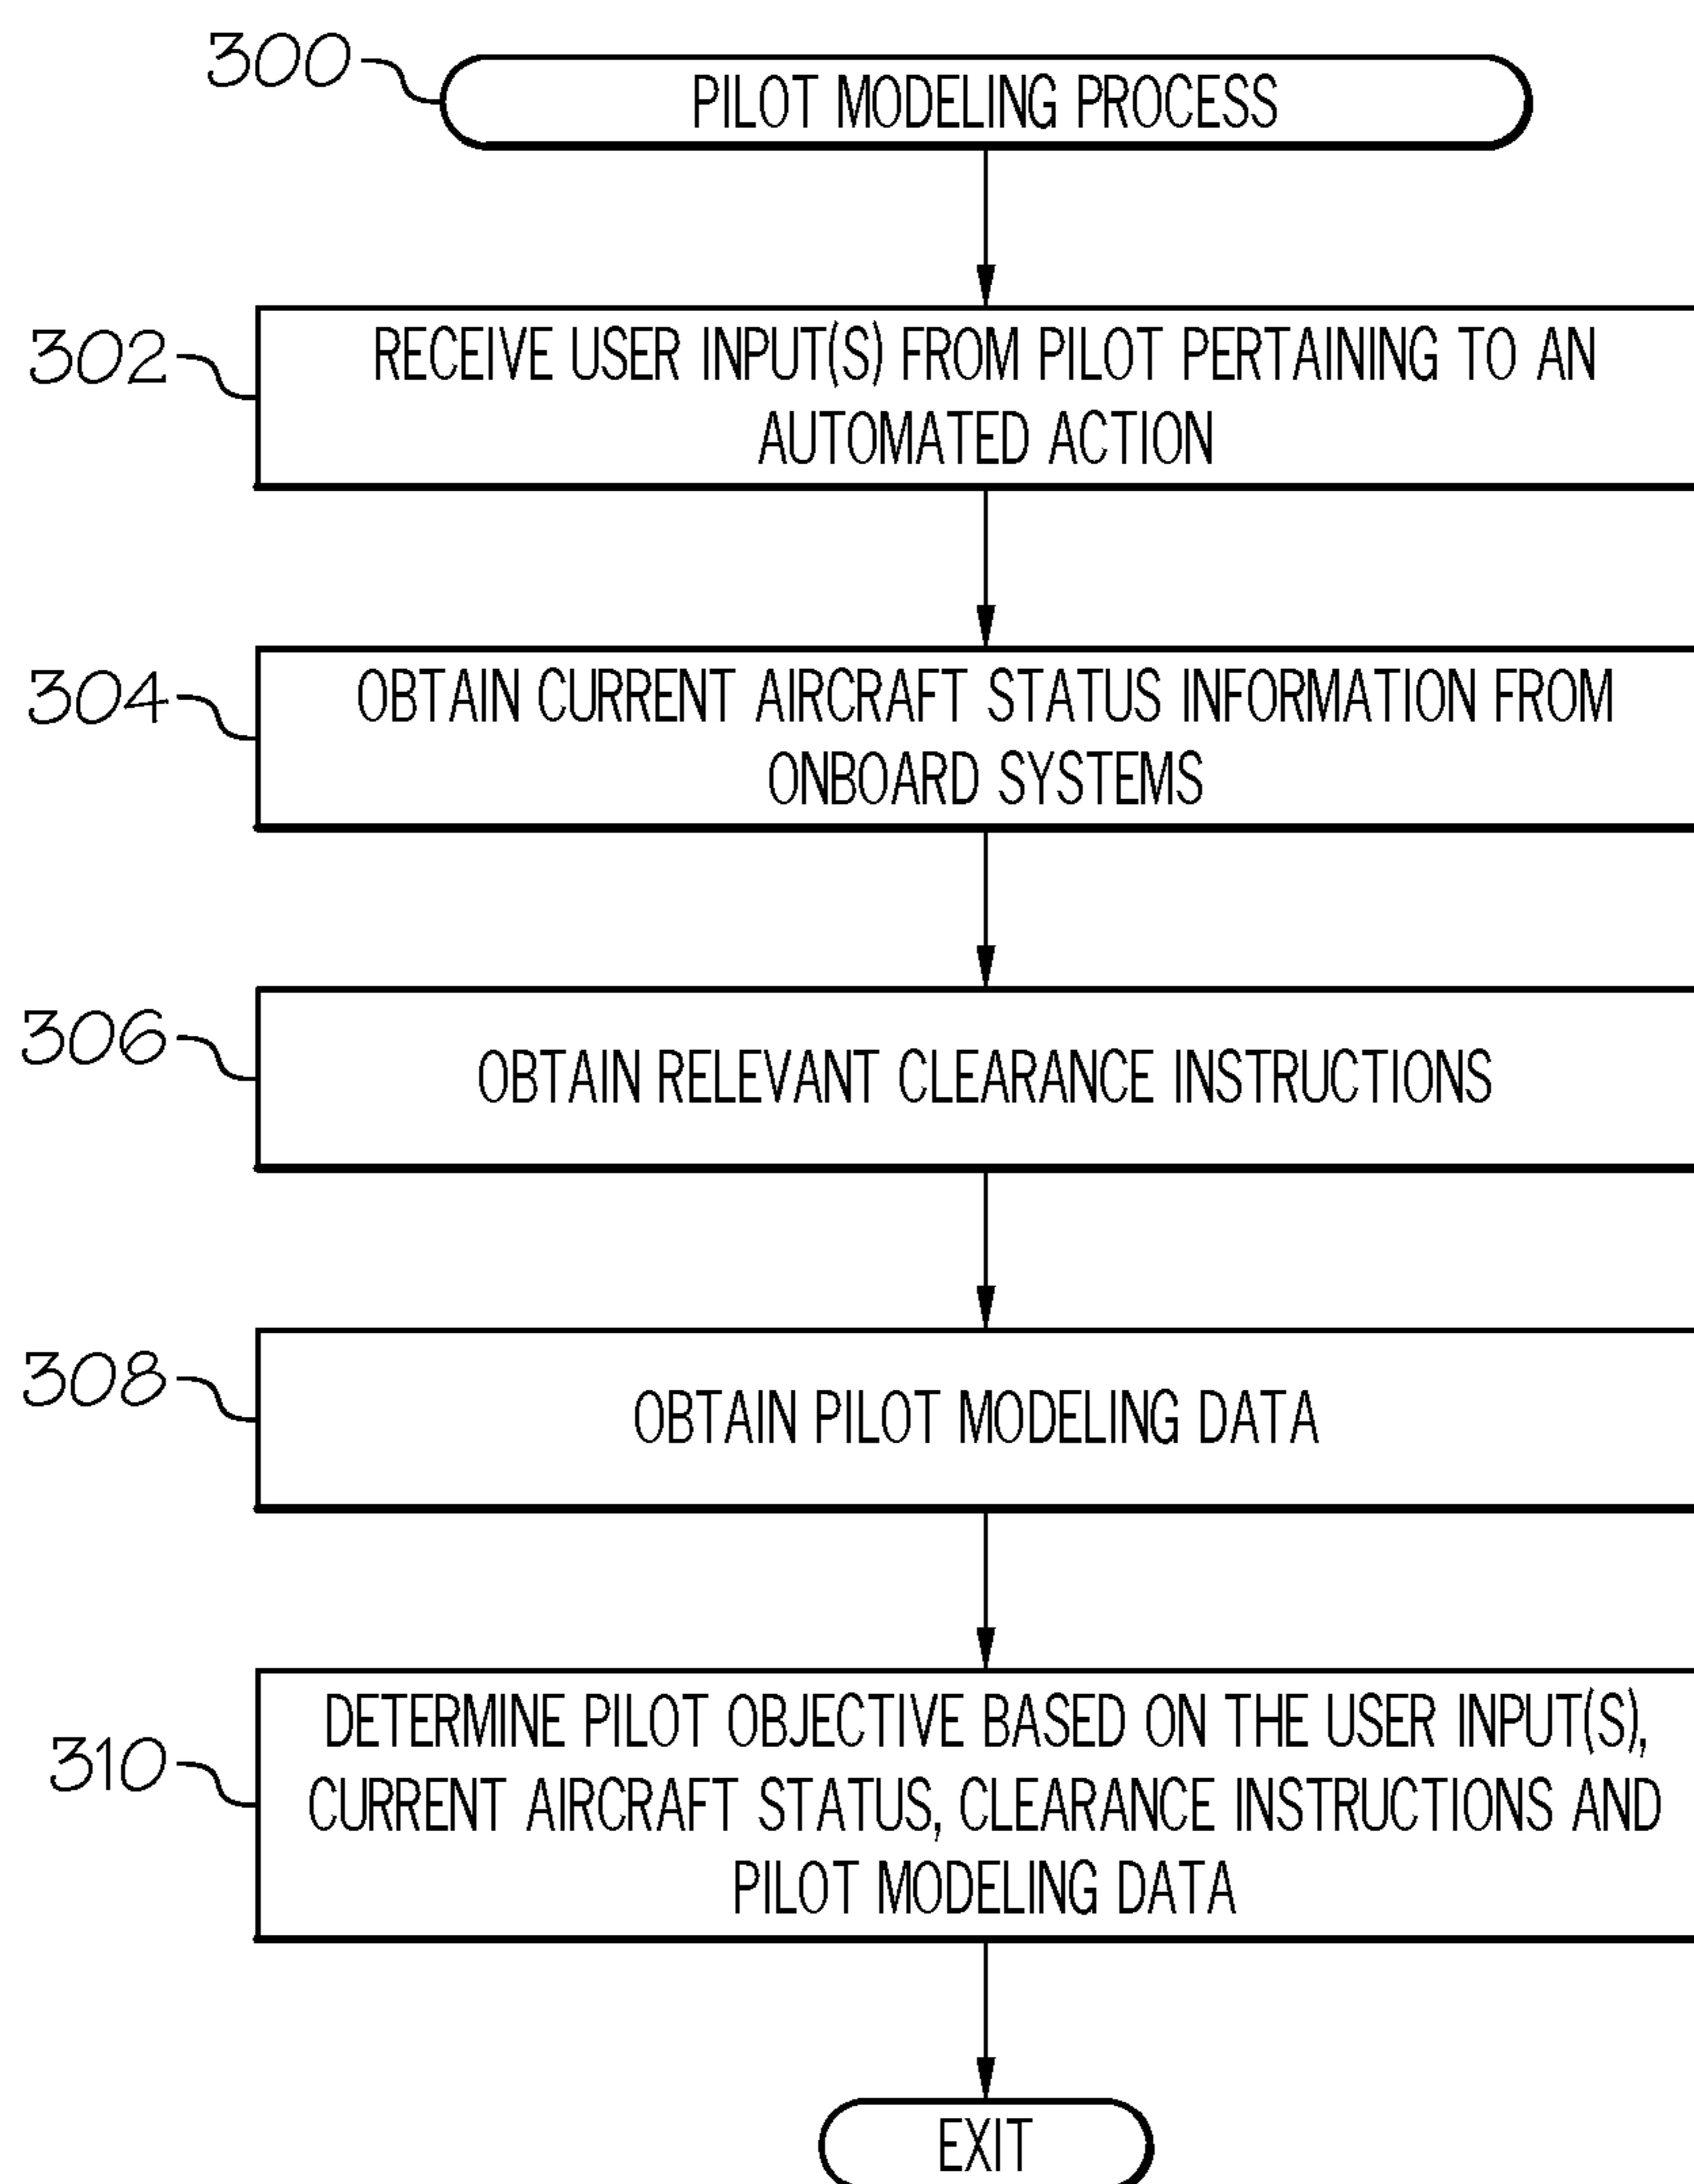 300
PILOT MODELING PROCESS
302
RECEIVE USER INPUT(S) FROM PILOT PERTAINING TO AN
AUTOMATED ACTION
304
OBTAIN CURRENT AIRCRAFT STATUS INFORMATION FROM
ONBOARD SYSTEMS
306
OBTAIN RELEVANT CLEARANCE INSTRUCTIONS
308
OBTAIN PILOT MODELING DATA
310
DETERMINE PILOT OBJECTIVE BASED ON THE USER INPUT(S),
CURRENT AIRCRAFT STATUS, CLEARANCE INSTRUCTIONS AND
PILOT MODELING DATA
EXIT